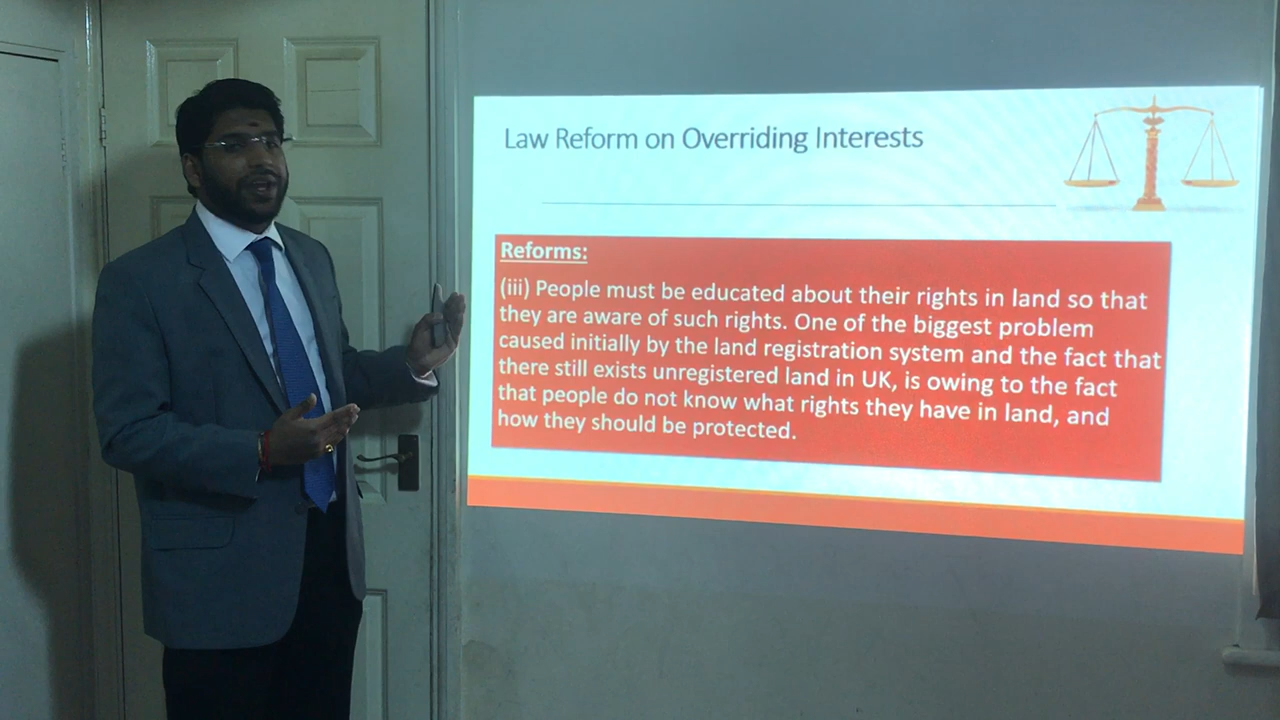 Law Reform on Overriding Interests
Reforms:
(iii) People must be educated about their rights in land so that
they are aware of such rights. One of the biggest problem
caused initially by the land registration system and the fact that
there still exists unregistered land in UK, is owing to the fact
that people do not know what rights they have in land, and
how they should be protected.